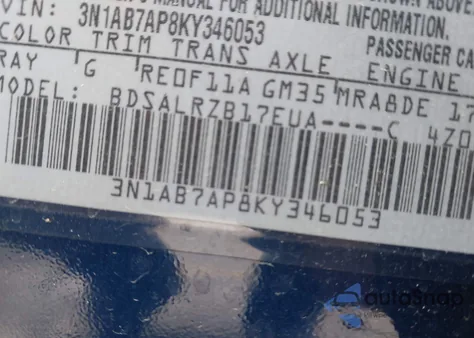 MANUAL FOR ADDITIONAL INFORMATION.
VIN: 3N1AB7AP8KY346053
PASSENGER CA
COLOR TRIM TRANS AXLE ENGINE
RAY G RE0F11A GM35 MRA8DE 17
MODEL: BDSALRZB17EUA----C 4Z0
3N1AB7AP8KY346053
autoSnap